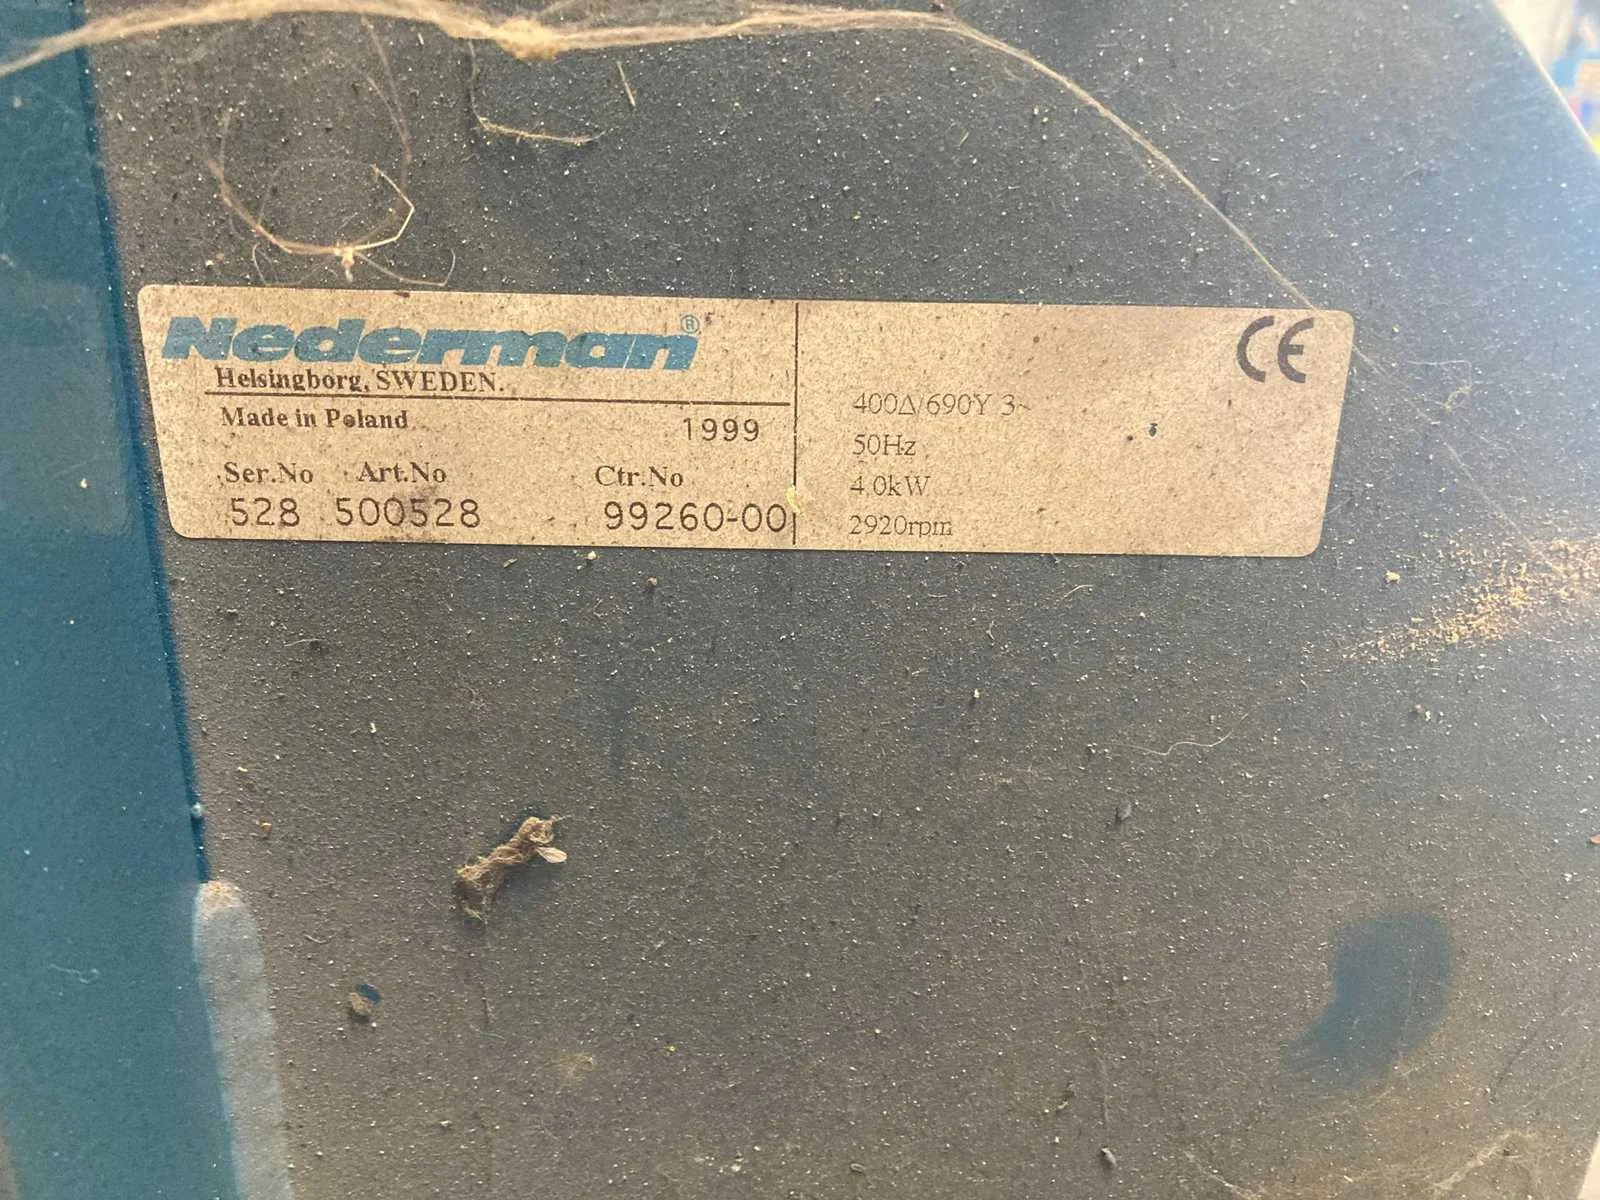 Nederman®
Helsingborg, SWEDEN.
Made in Poland 1999
Ser.No Art.No Ctr.No
528 500528 99260-00
CE
400Δ/690Y 3~
50Hz
4.0kW
2920rpm